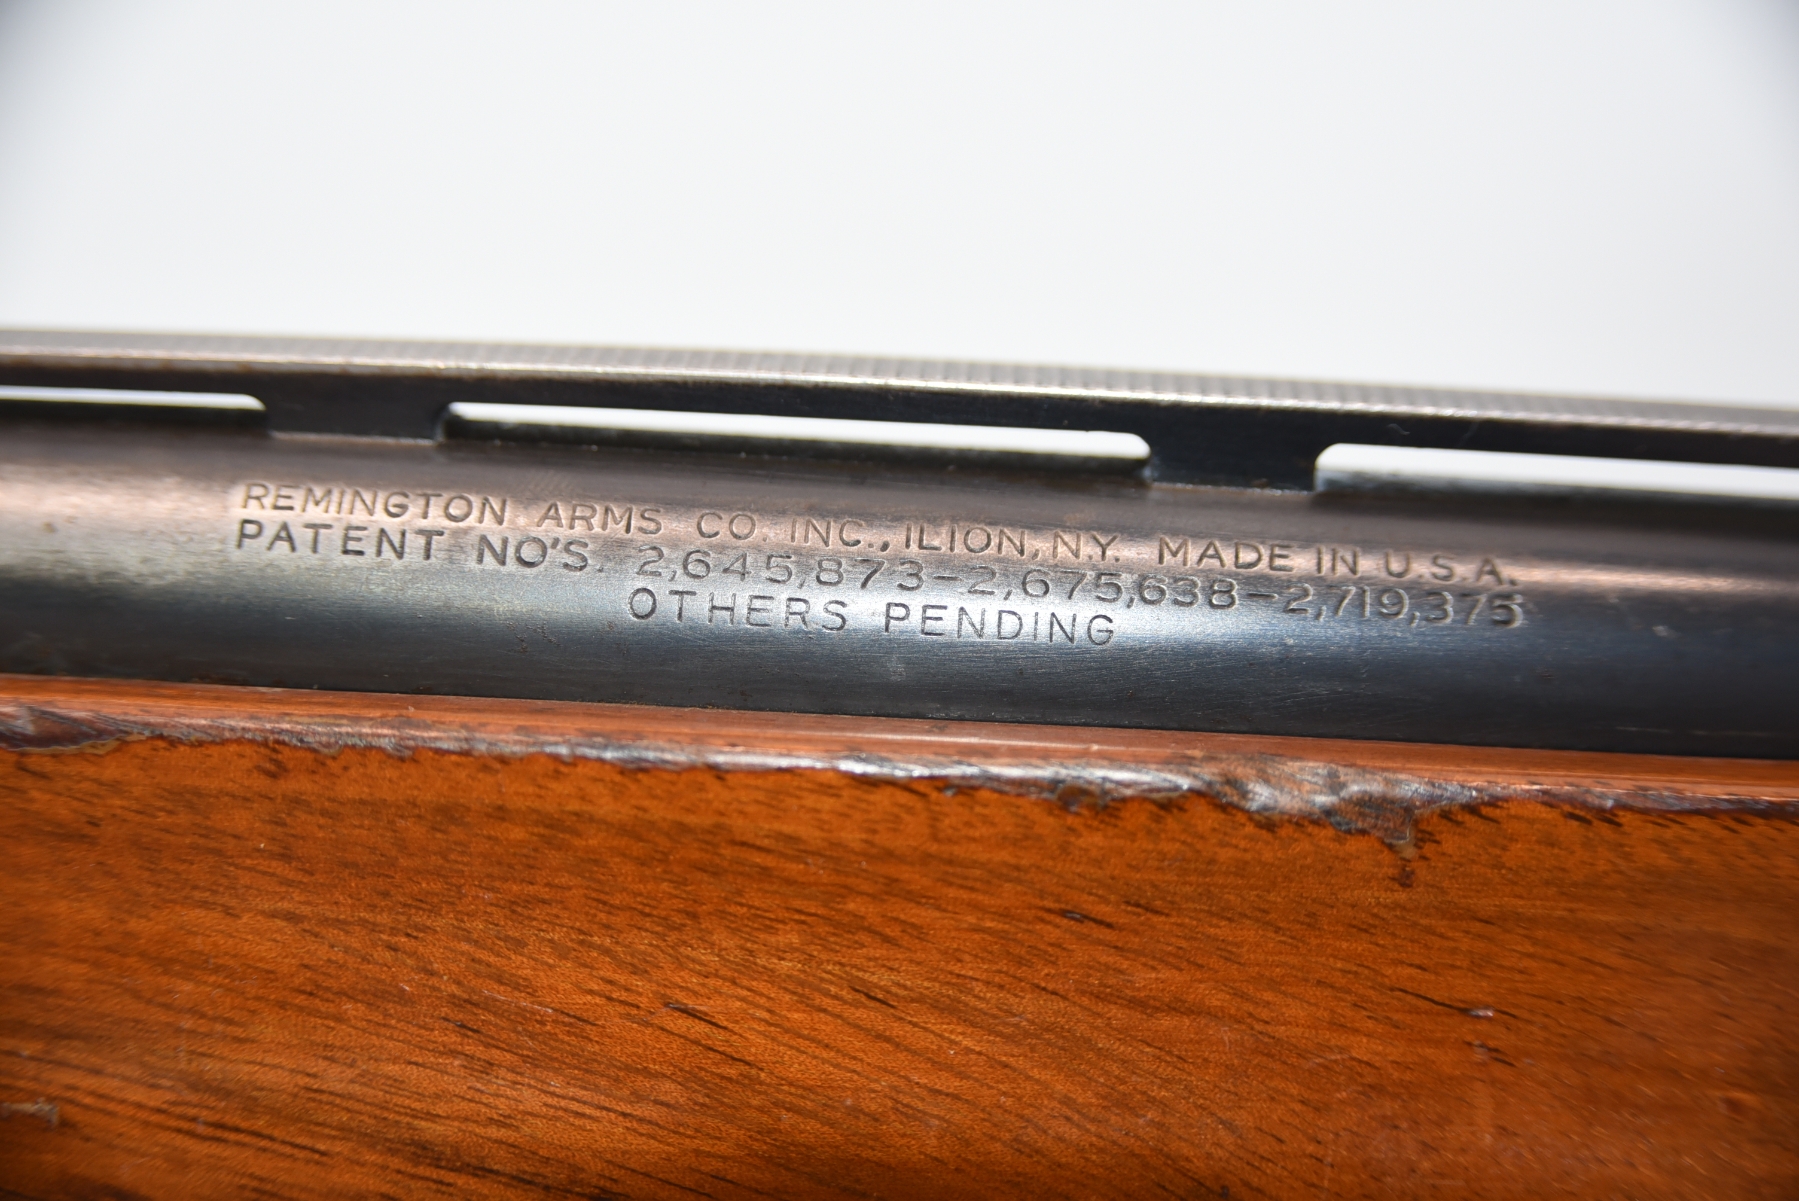 REMINGTON ARMS CO. INC., ILION, N.Y. MADE IN U.S.A.
PATENT NO'S. 2,645,873-2,675,638-2,719,375
OTHERS PENDING